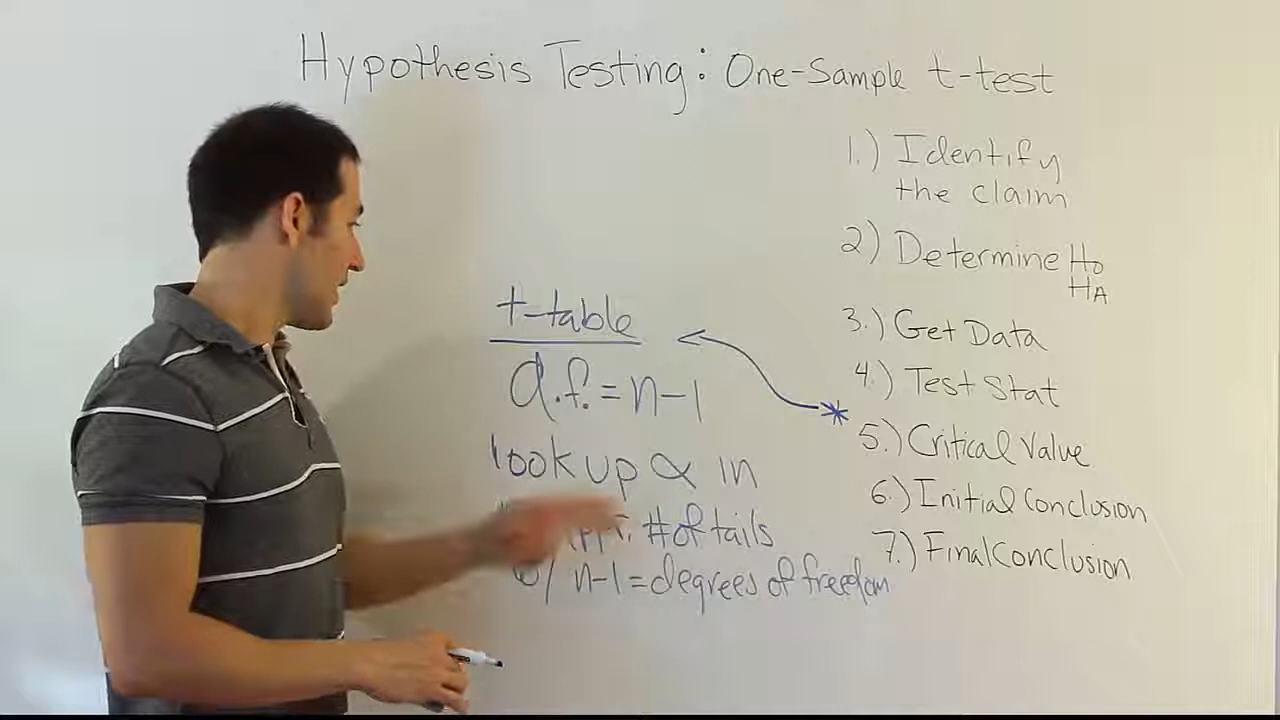 Hypothesis Testing: One-Sample t-test
1.) Identify
the claim
2) Determine Ho
HA
3.) Get Data
4.) Test Stat
5.) Critical Value
6.) Initial Conclusion
7.) Final Conclusion
t-table
d.f. = n-1
look up α in
# of tails
w/ n-1 = degrees of freedom